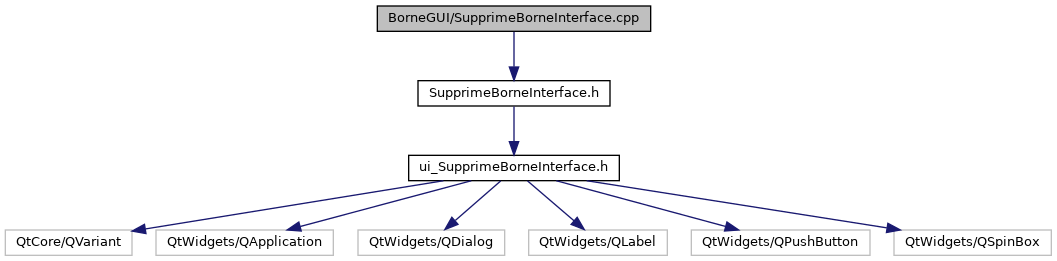 BorneGUI/SupprimeBorneInterface.cpp
SupprimeBorneInterface.h
ui_SupprimeBorneInterface.h
QtCore/QVariant
QtWidgets/QApplication
QtWidgets/QDialog
QtWidgets/QLabel
QtWidgets/QPushButton
QtWidgets/QSpinBox